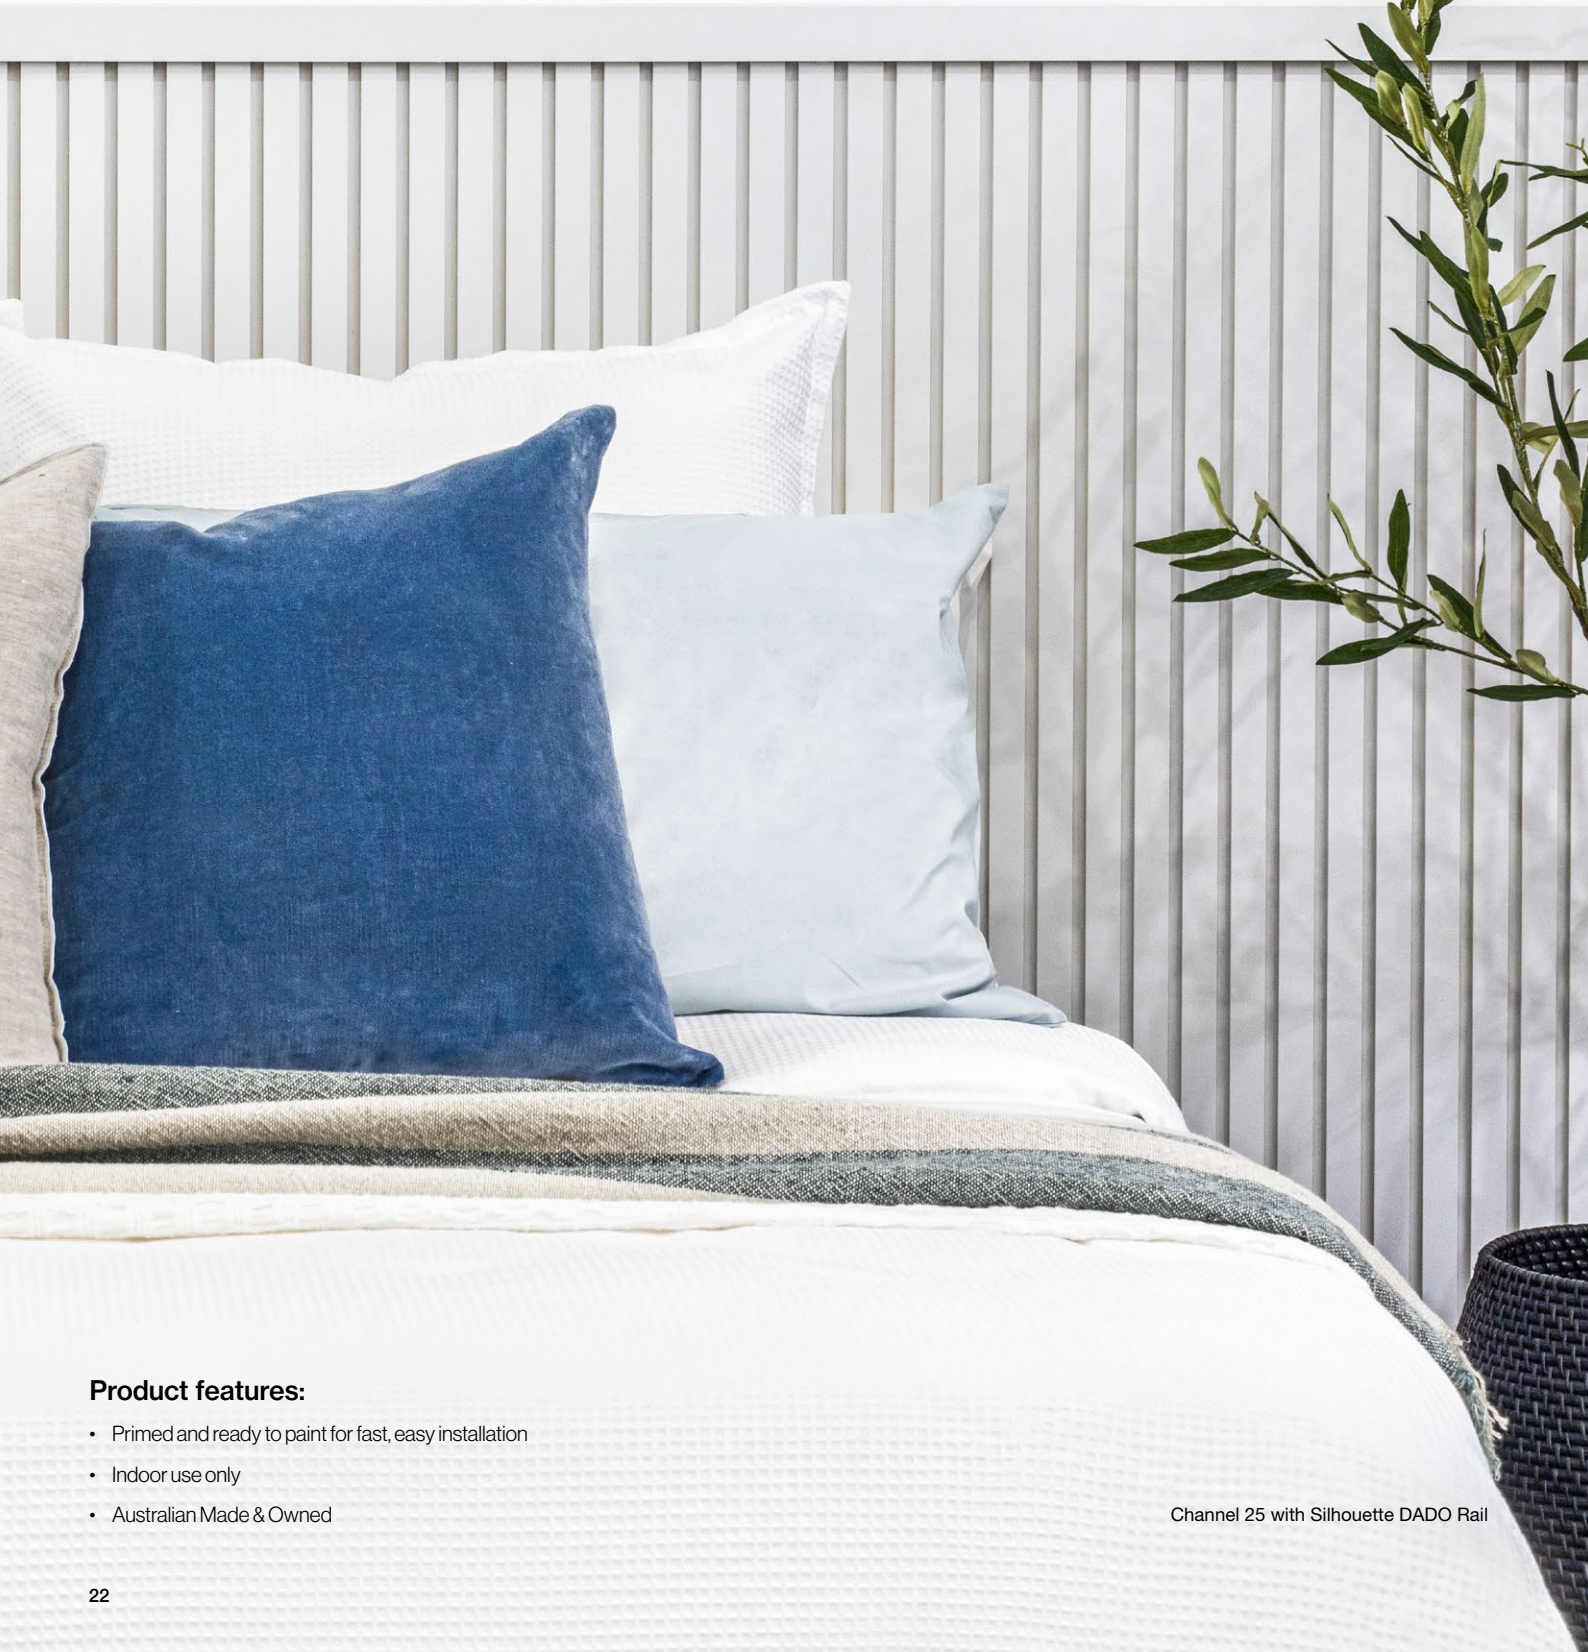 Product features:
• Primed and ready to paint for fast, easy installation
• Indoor use only
• Australian Made & Owned
Channel 25 with Silhouette DADO Rail
22